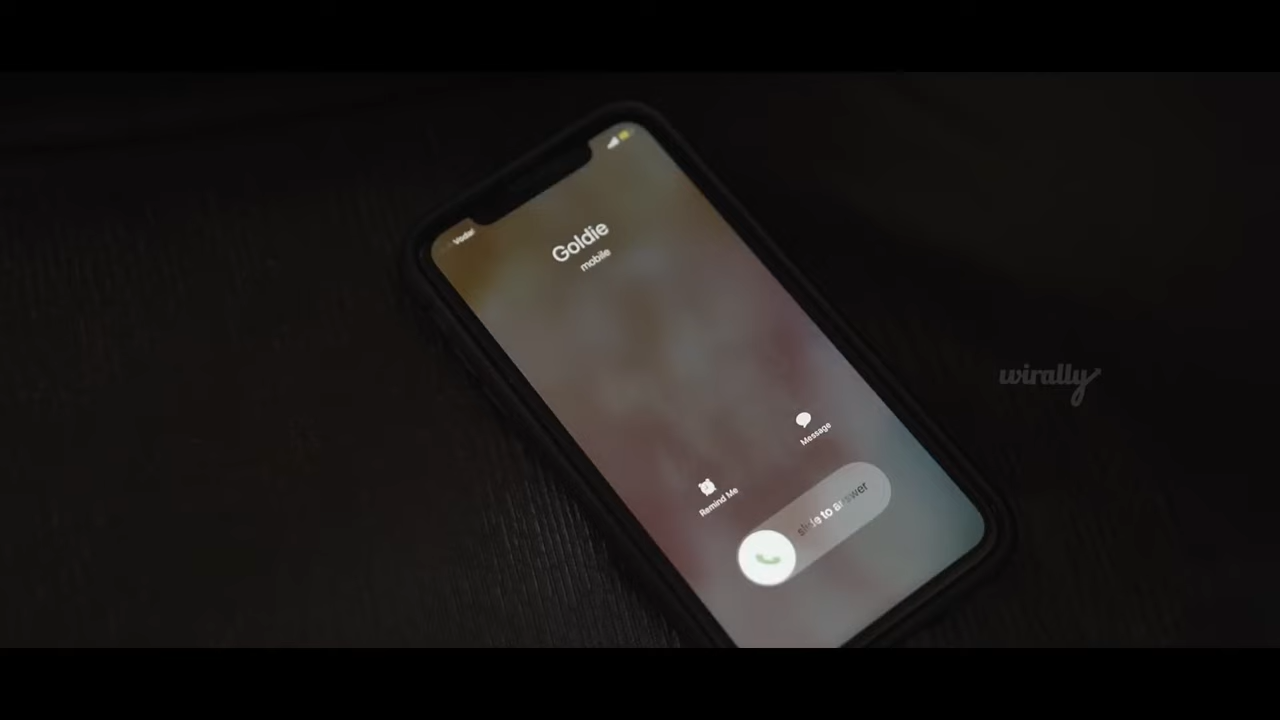 Goldie
mobile
wirally
Message
Remind Me
slide to answer